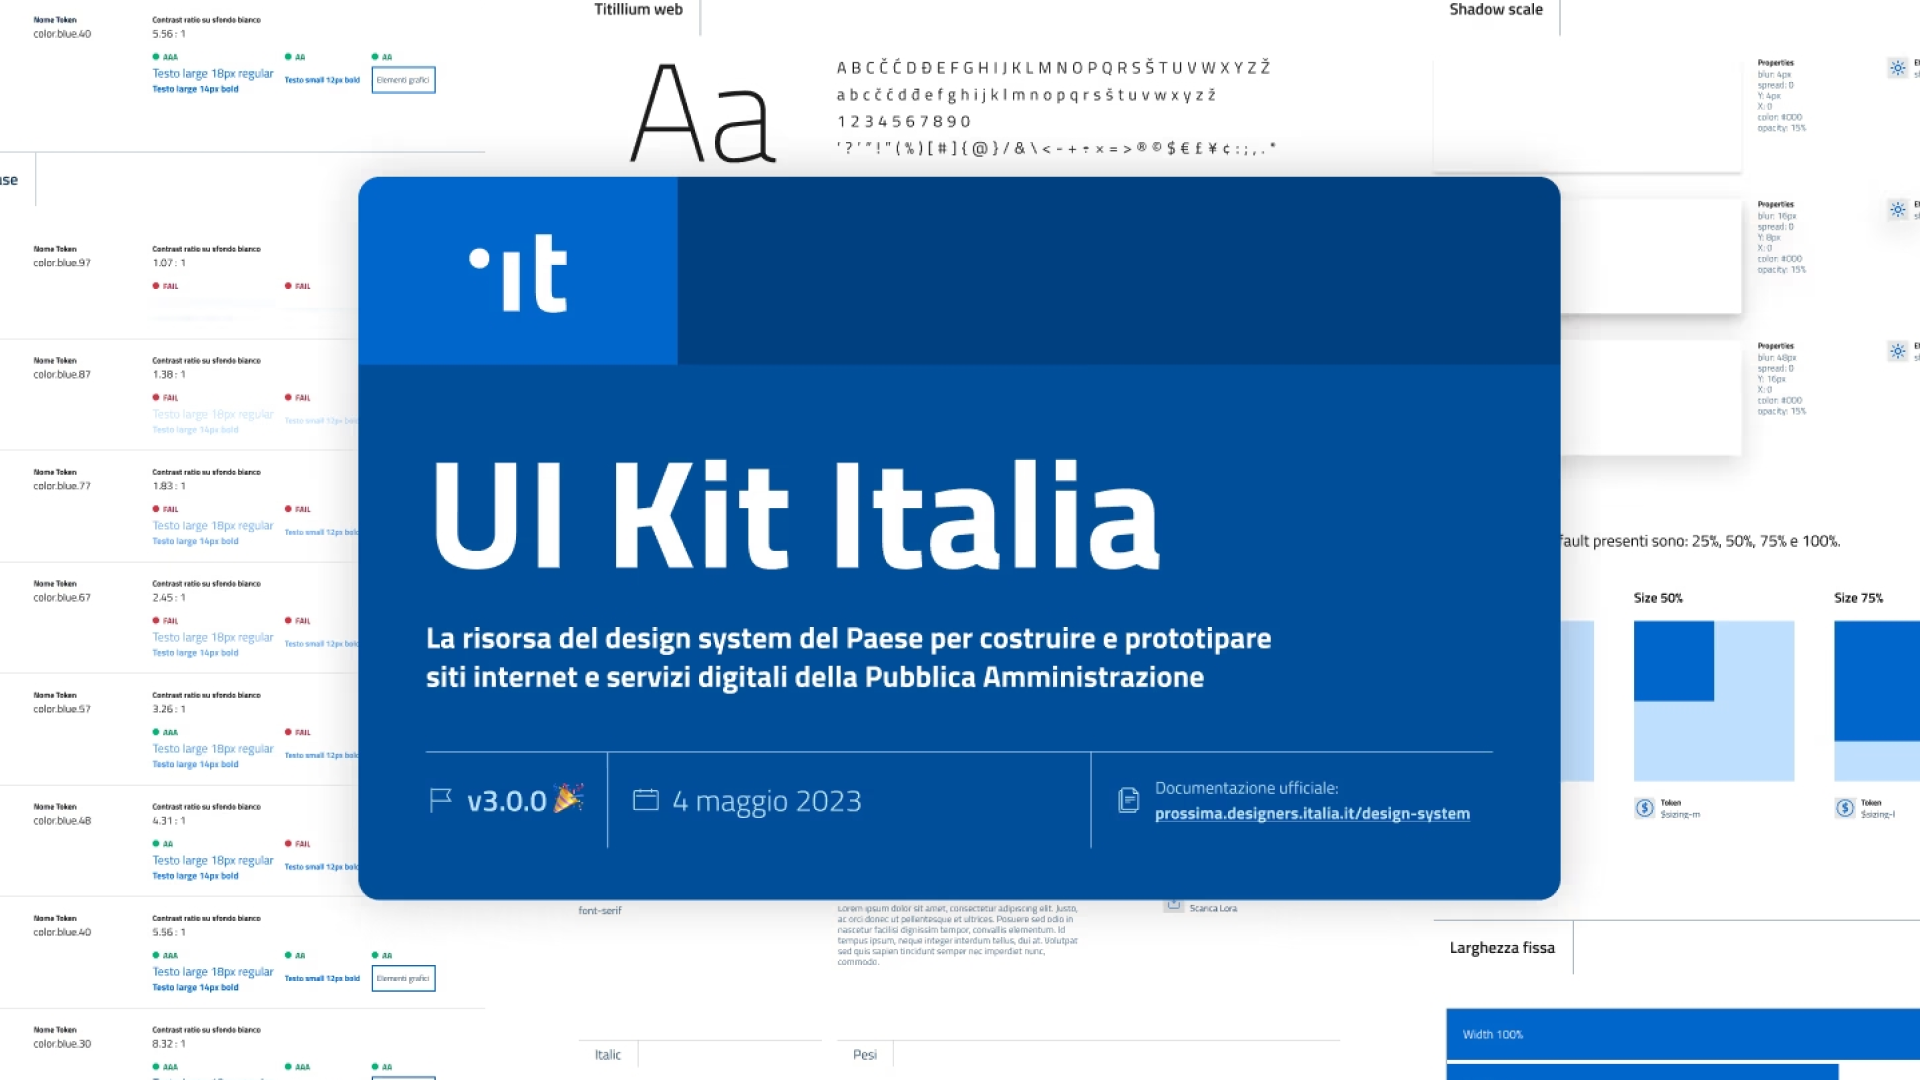 Nome Token
color.blue.40
Contrast ratio su sfondo bianco
5.56 : 1
AAA
AA
AA
Testo large 18px regular
Testo large 14px bold
Testo small 12px bold
Elementi grafici
Nome Token
color.blue.97
Contrast ratio su sfondo bianco
1.07 : 1
FAIL
FAIL
Nome Token
color.blue.87
Contrast ratio su sfondo bianco
1.38 : 1
FAIL
FAIL
Testo large 18px regular
Testo large 14px bold
Testo small 12px bold
Nome Token
color.blue.77
Contrast ratio su sfondo bianco
1.83 : 1
FAIL
FAIL
Testo large 18px regular
Testo large 14px bold
Testo small 12px bold
Nome Token
color.blue.67
Contrast ratio su sfondo bianco
2.45 : 1
FAIL
FAIL
Testo large 18px regular
Testo large 14px bold
Testo small 12px bold
Nome Token
color.blue.57
Contrast ratio su sfondo bianco
3.26 : 1
AAA
FAIL
Testo large 18px regular
Testo large 14px bold
Testo small 12px bold
Nome Token
color.blue.48
Contrast ratio su sfondo bianco
4.31 : 1
AA
FAIL
Testo large 18px regular
Testo large 14px bold
Testo small 12px bold
Nome Token
color.blue.40
Contrast ratio su sfondo bianco
5.56 : 1
AAA
AA
AA
Testo large 18px regular
Testo large 14px bold
Testo small 12px bold
Elementi grafici
Nome Token
color.blue.30
Contrast ratio su sfondo bianco
8.32 : 1
AAA
AAA
AA
Titillium web
Aa
A B C Č Ć D Đ E F G H I J K L M N O P Q R S Š T U V W X Y Z Ž
a b c č ć d đ e f g h i j k l m n o p q r s š t u v w x y z ž
1 2 3 4 5 6 7 8 9 0
' ? ' " ! " ( % ) [ # ] { @ } / & \ < - + ÷ × = > ® © $ € £ ¥ ¢ : ; , . *
it
UI Kit Italia
La risorsa del design system del Paese per costruire e prototipare
siti internet e servizi digitali della Pubblica Amministrazione
v3.0.0 🎉
4 maggio 2023
Documentazione ufficiale:
prossima.designers.italia.it/design-system
font-serif
Lorem ipsum dolor sit amet, consectetur adipiscing elit. Justo,
ac orci donec ut pellentesque et ultrices. Posuere sed odio in
nascetur facilisi dignissim tempor, convallis elementum. Id
tempus ipsum, neque integer interdum tellus, dui at. Volutpat
sed quis sapien tincidunt semper nec imperdiet nunc,
commodo.
Scarica Lora
Italic
Pesi
Shadow scale
Properties
blur: 4px
spread: 0
Y: 4px
X: 0
color: #000
opacity: 15%
Properties
blur: 16px
spread: 0
Y: 8px
X: 0
color: #000
opacity: 15%
Properties
blur: 48px
spread: 0
Y: 16px
X: 0
color: #000
opacity: 15%
fault presenti sono: 25%, 50%, 75% e 100%.
Size 50%
Size 75%
Token
$sizing-m
Token
$sizing-l
Larghezza fissa
Width 100%